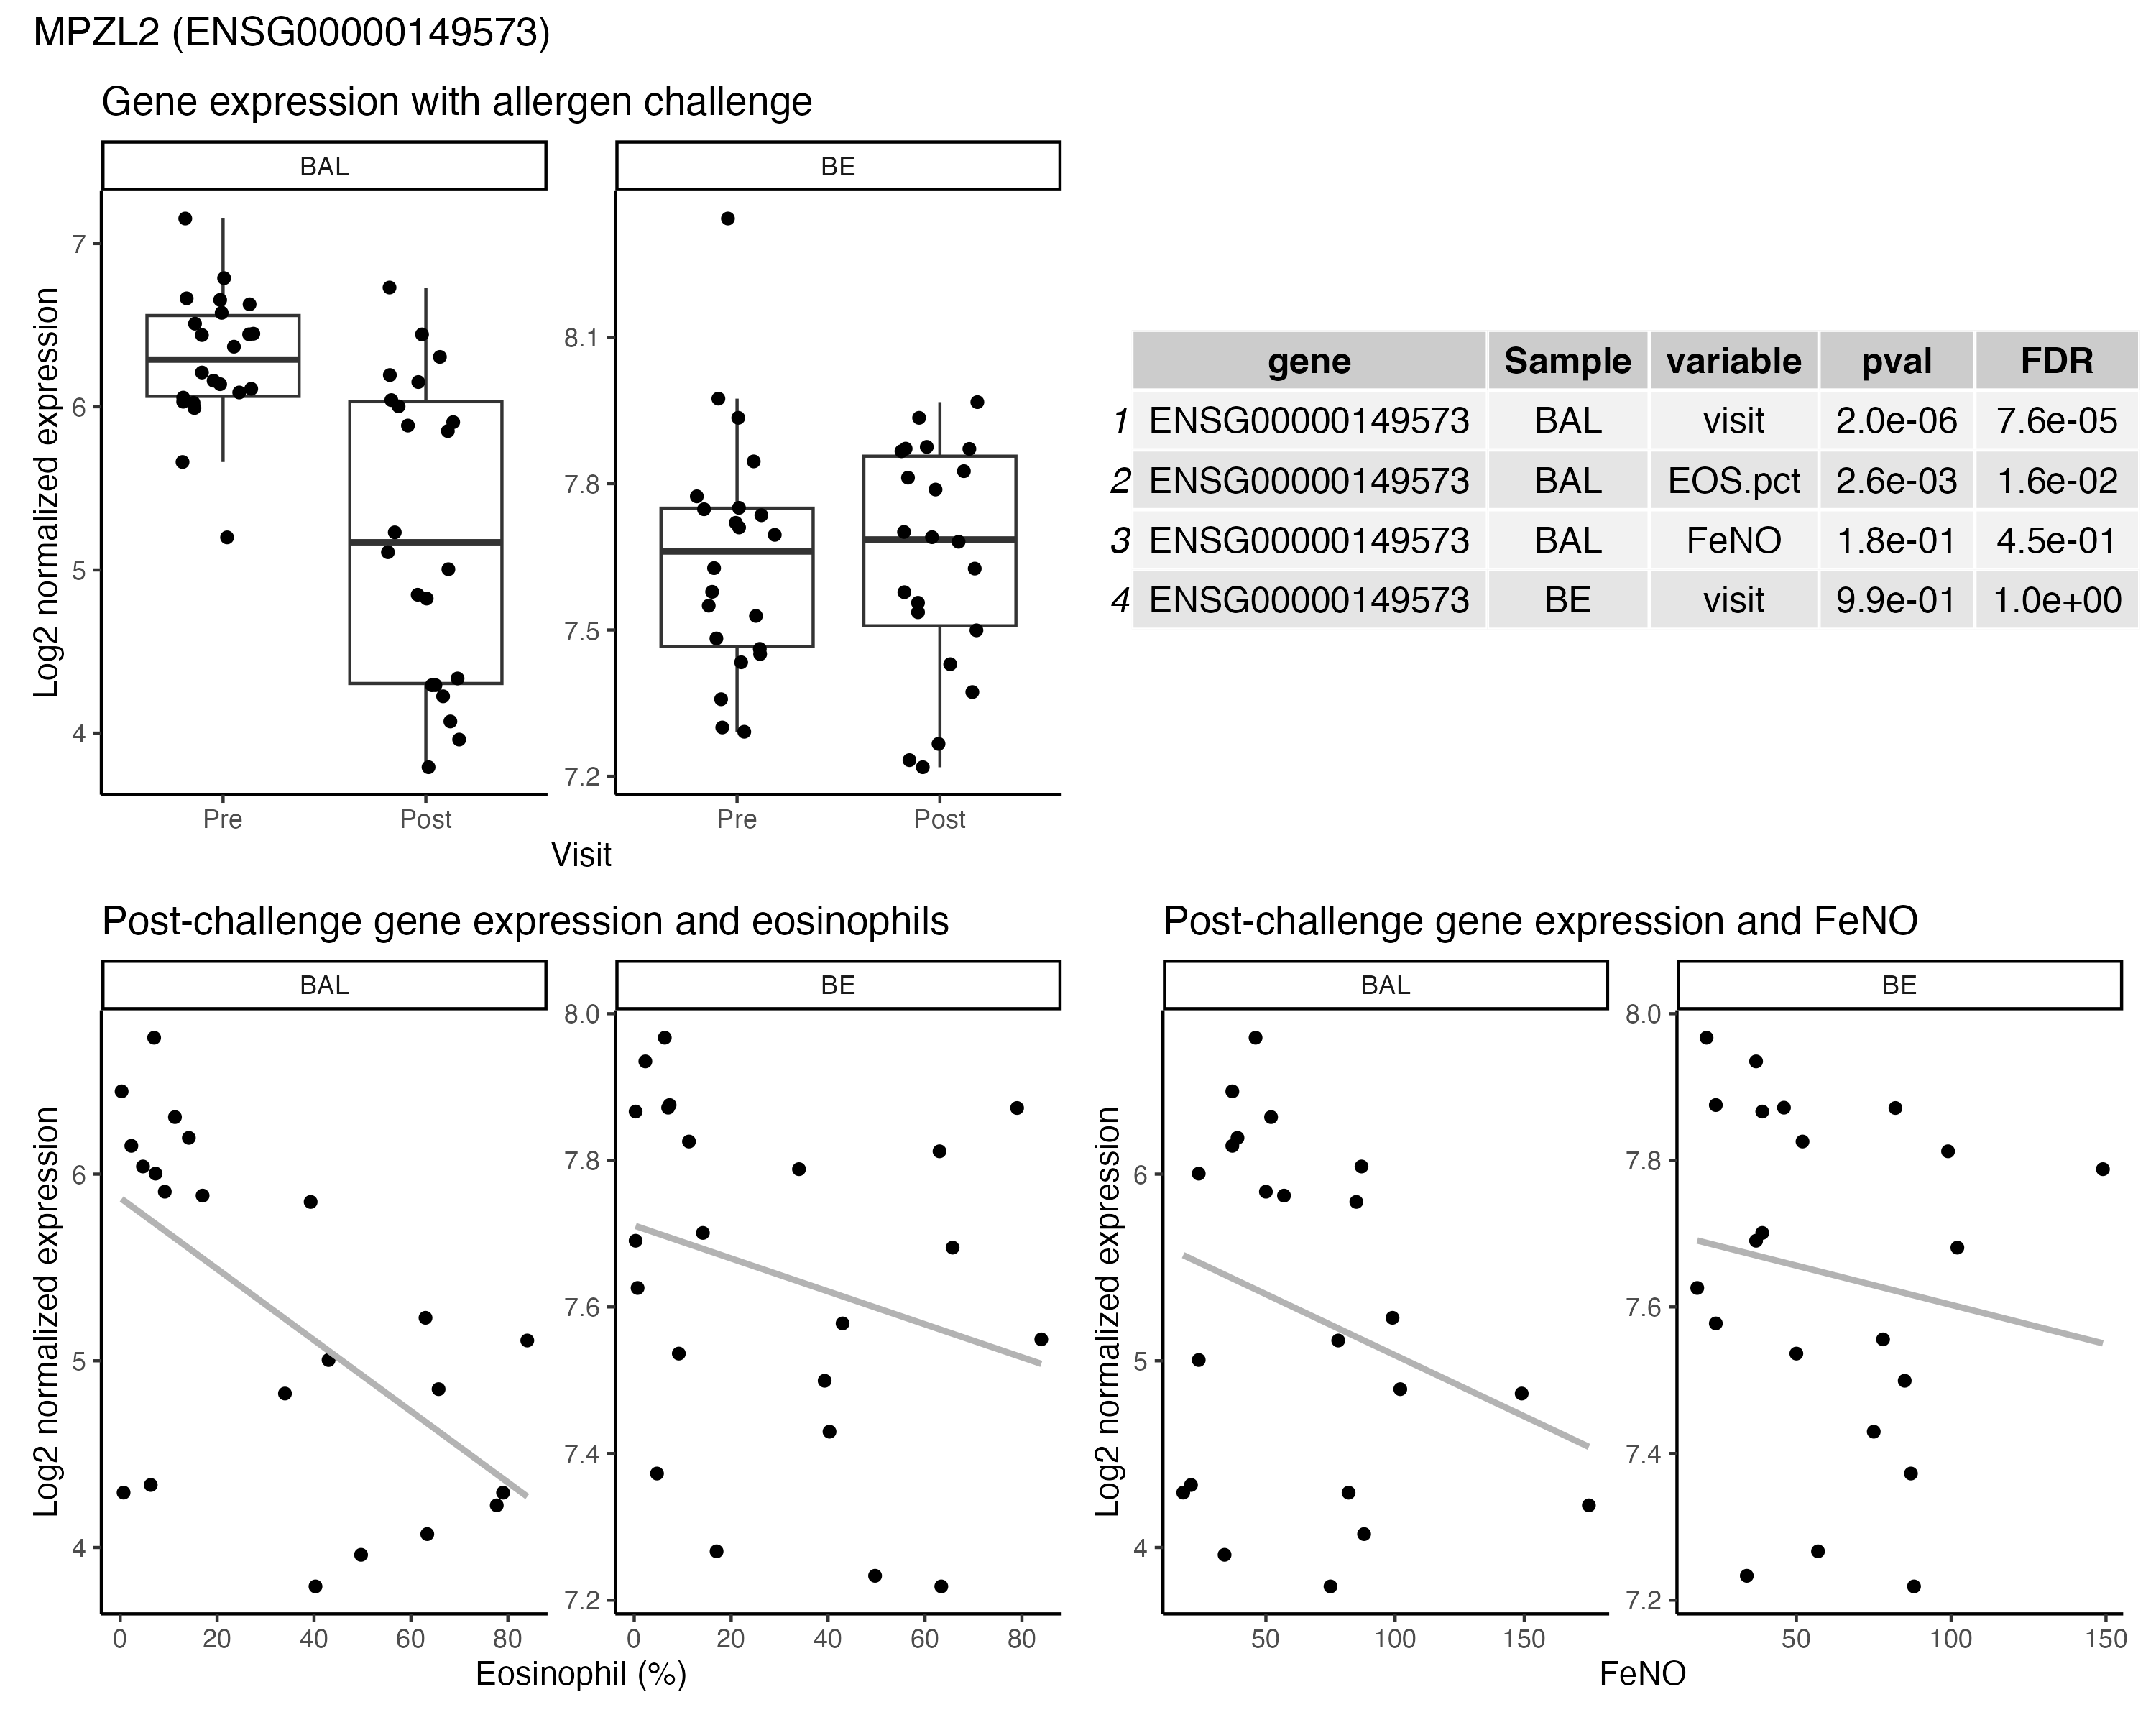 MPZL2 (ENSG00000149573)
Gene expression with allergen challenge
BAL
BE
Log2 normalized expression
7
6
5
4
8.1
7.8
7.5
7.2
Pre
Post
Pre
Post
Visit
gene Sample variable pval FDR
1 ENSG00000149573 BAL visit 2.0e-06 7.6e-05
2 ENSG00000149573 BAL EOS.pct 2.6e-03 1.6e-02
3 ENSG00000149573 BAL FeNO 1.8e-01 4.5e-01
4 ENSG00000149573 BE visit 9.9e-01 1.0e+00
Post-challenge gene expression and eosinophils
BAL
BE
Log2 normalized expression
6
5
4
8.0
7.8
7.6
7.4
7.2
0 20 40 60 80
0 20 40 60 80
Eosinophil (%)
Post-challenge gene expression and FeNO
BAL
BE
Log2 normalized expression
6
5
4
8.0
7.8
7.6
7.4
7.2
50 100 150
50 100 150
FeNO